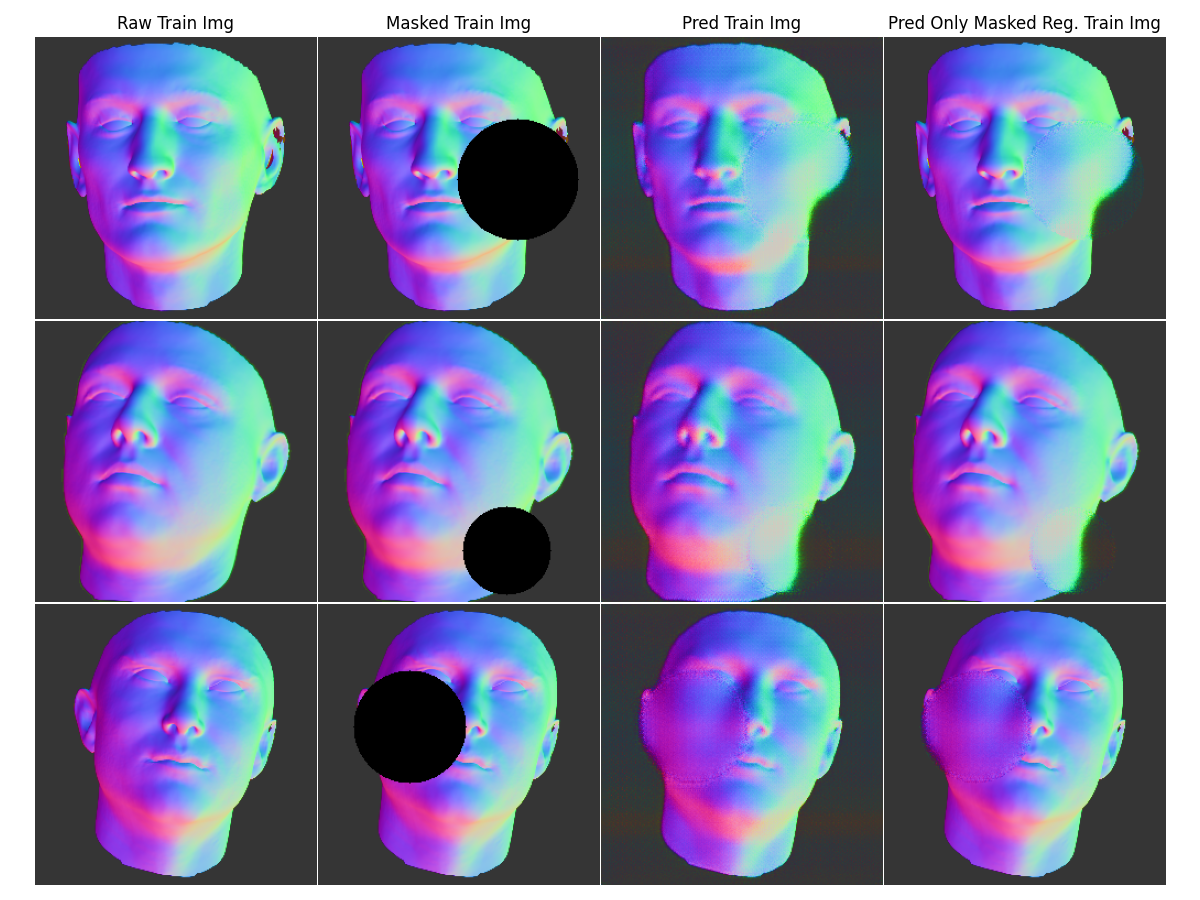 Raw Train Img
Masked Train Img
Pred Train Img
Pred Only Masked Reg. Train Img